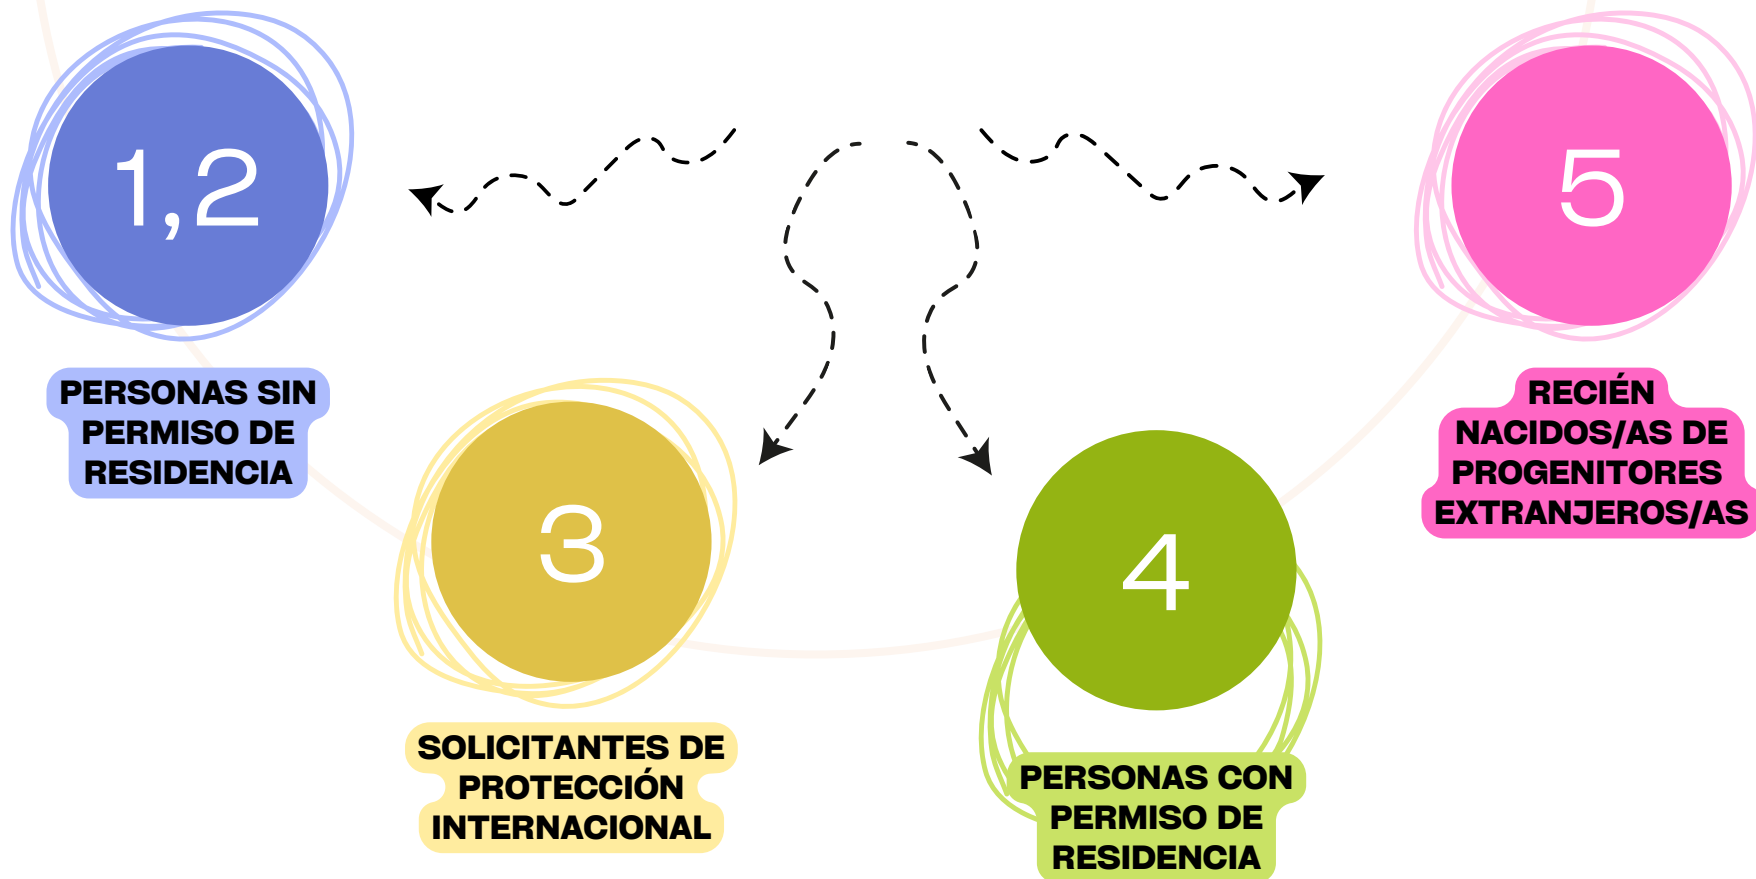 1,2
PERSONAS SIN
PERMISO DE
RESIDENCIA
3
SOLICITANTES DE
PROTECCIÓN
INTERNACIONAL
4
PERSONAS CON
PERMISO DE
RESIDENCIA
5
RECIÉN
NACIDOS/AS DE
PROGENITORES
EXTRANJEROS/AS